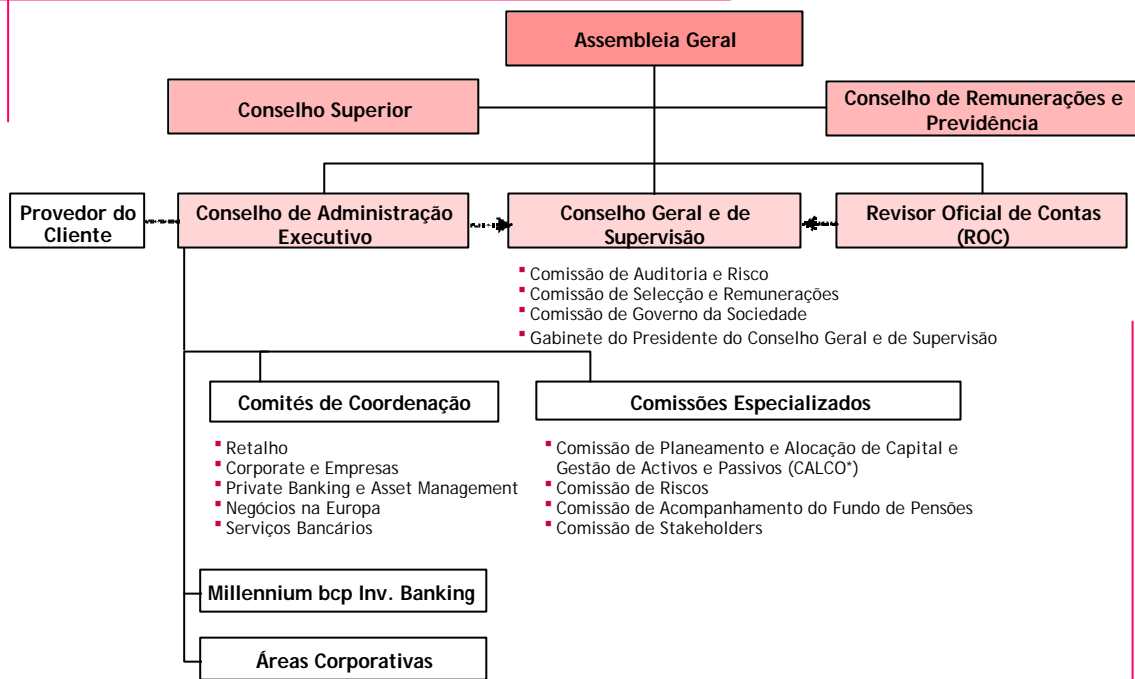 Assembleia Geral
Conselho Superior
Conselho de Remunerações e
Previdência
Provedor do
Cliente
Conselho de Administração
Executivo
Conselho Geral e de
Supervisão
Revisor Oficial de Contas
(ROC)
Comissão de Auditoria e Risco
Comissão de Selecção e Remunerações
Comissão de Governo da Sociedade
Gabinete do Presidente do Conselho Geral e de Supervisão
Comités de Coordenação
Retalho
Corporate e Empresas
Private Banking e Asset Management
Negócios na Europa
Serviços Bancários
Comissões Especializados
Comissão de Planeamento e Alocação de Capital e
Gestão de Activos e Passivos (CALCO*)
Comissão de Riscos
Comissão de Acompanhamento do Fundo de Pensões
Comissão de Stakeholders
Millennium bcp Inv. Banking
Áreas Corporativas